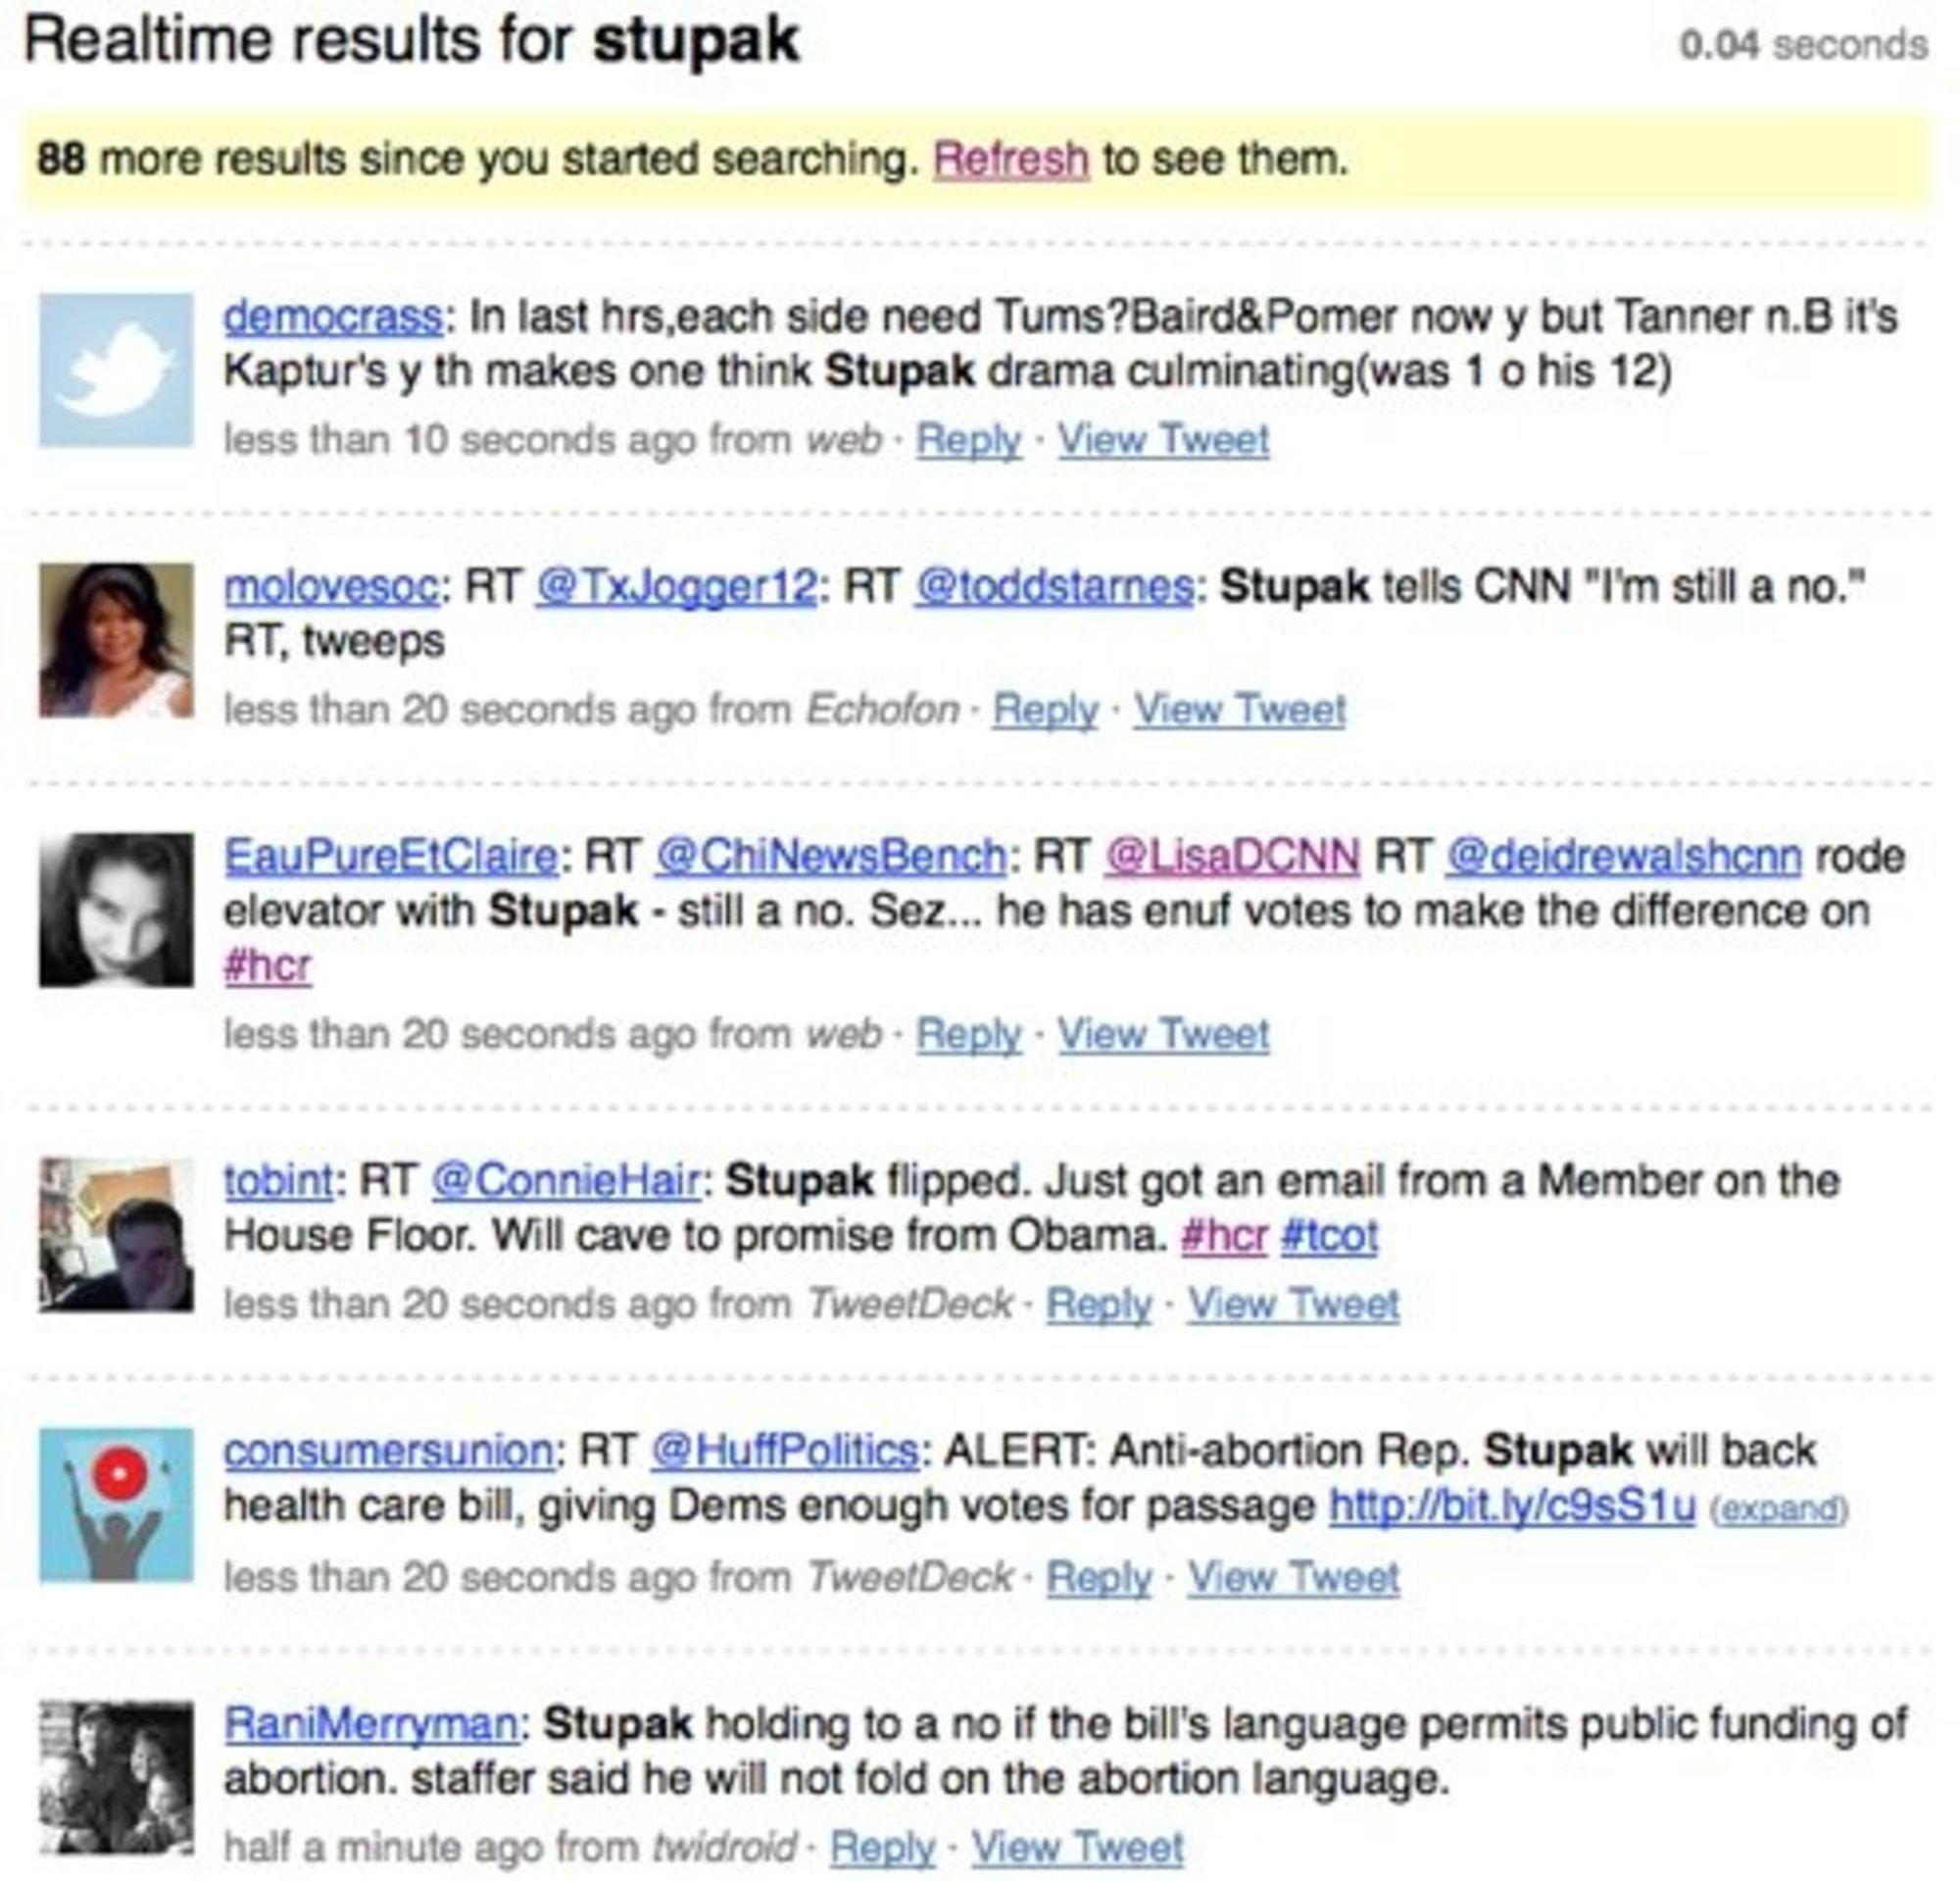 Realtime results for stupak
0.04 seconds
88 more results since you started searching. Refresh to see them.
democrass: In last hrs,each side need Tums?Baird&Pomer now y but Tanner n.B it's
Kaptur's y th makes one think Stupak drama culminating(was 1 o his 12)
less than 10 seconds ago from web · Reply · View Tweet
molovesoc: RT @TxJogger12: RT @toddstarnes: Stupak tells CNN "I'm still a no."
RT, tweeps
less than 20 seconds ago from Echofon · Reply · View Tweet
EauPureEtClaire: RT @ChiNewsBench: RT @LisaDCNN RT @deidrewalshcnn rode
elevator with Stupak - still a no. Sez... he has enuf votes to make the difference on
#hcr
less than 20 seconds ago from web · Reply · View Tweet
tobint: RT @ConnieHair: Stupak flipped. Just got an email from a Member on the
House Floor. Will cave to promise from Obama. #hcr #tcot
less than 20 seconds ago from TweetDeck · Reply · View Tweet
consumersunion: RT @HuffPolitics: ALERT: Anti-abortion Rep. Stupak will back
health care bill, giving Dems enough votes for passage http://bit.ly/c9sS1u (expand)
less than 20 seconds ago from TweetDeck · Reply · View Tweet
RaniMerryman: Stupak holding to a no if the bill's language permits public funding of
abortion. staffer said he will not fold on the abortion language.
half a minute ago from twidroid · Reply · View Tweet